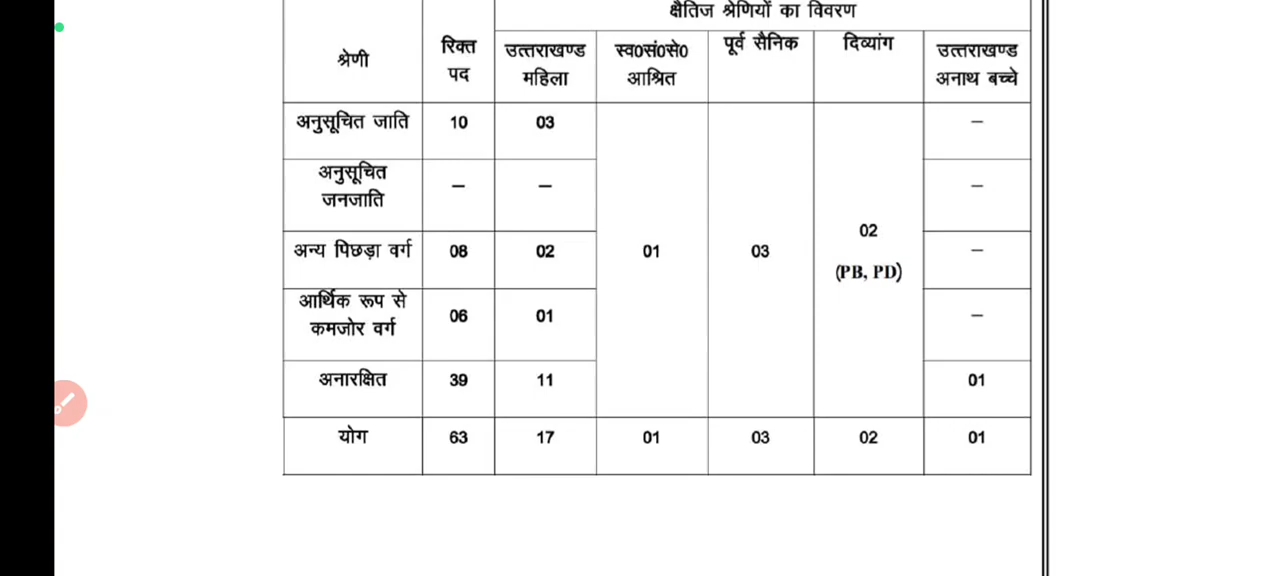 क्षैतिज श्रेणियों का विवरण
श्रेणी
रिक्त
पद
उत्तराखण्ड
महिला
स्व0सं0से0
आश्रित
पूर्व सैनिक
दिव्यांग
उत्तराखण्ड
अनाथ बच्चे
अनुसूचित जाति 10 03 –
अनुसूचित
जनजाति
– – –
अन्य पिछड़ा वर्ग 08 02 01 03
02
(PB, PD)
–
आर्थिक रूप से
कमजोर वर्ग
06 01 –
अनारक्षित 39 11 01
योग 63 17 01 03 02 01